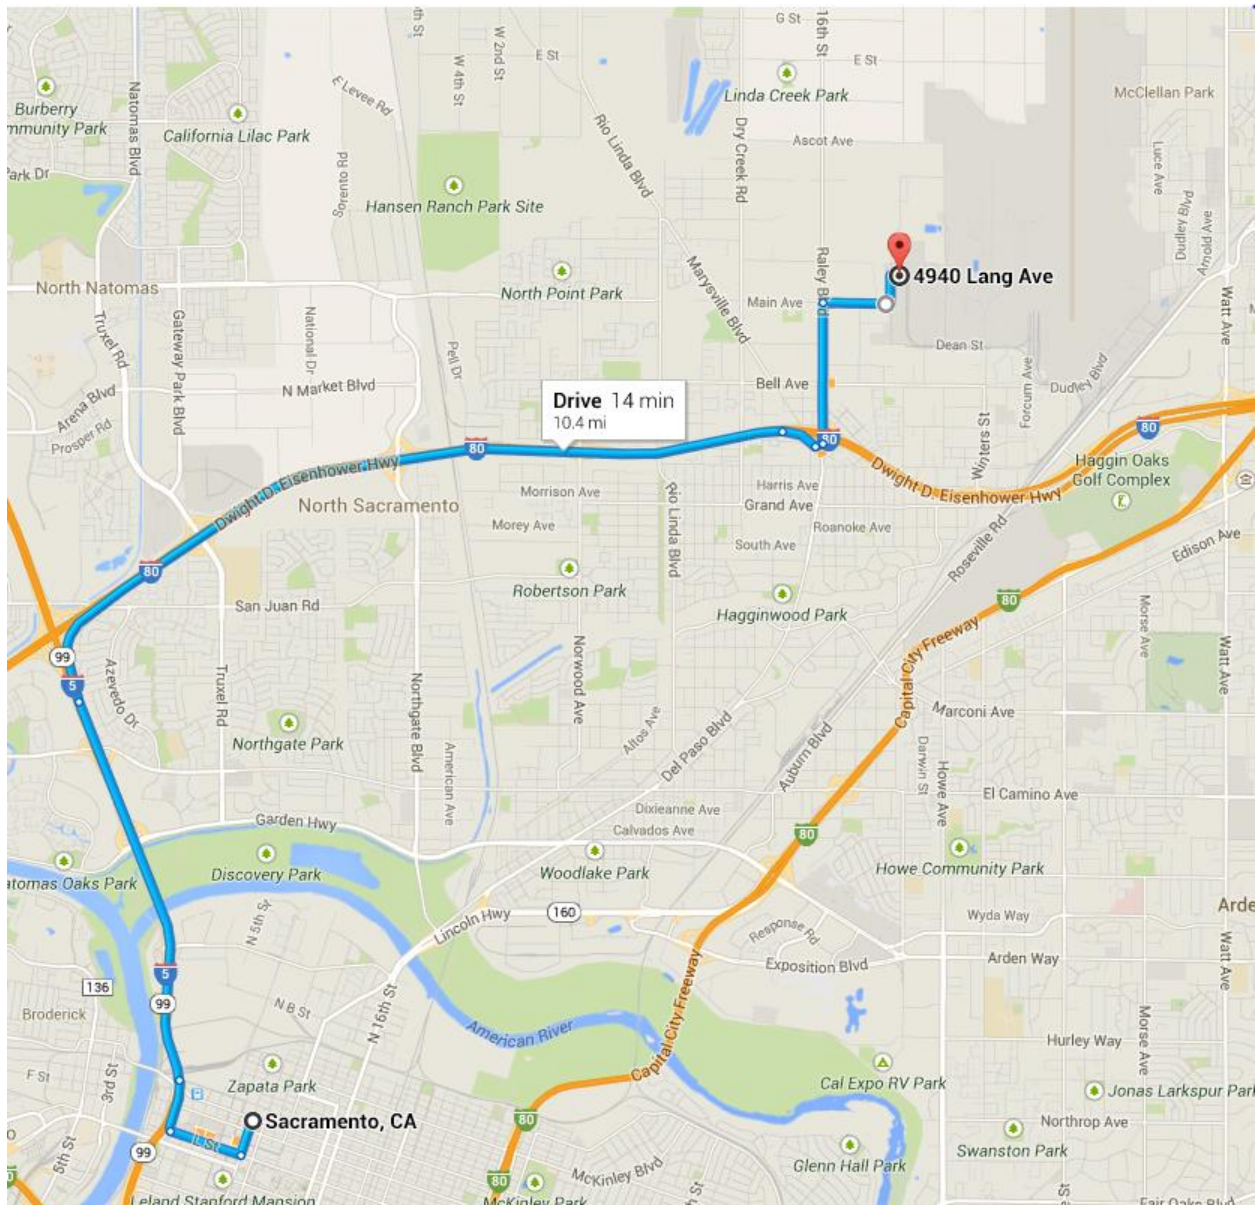 G St
16th St
W 2nd St
E St
E St
W 4th St
Natomas Blvd
Burberry
mmunity Park
California Lilac Park
E Levee Rd
Linda Creek Park
McClellan Park
Rio Linda Blvd
Dry Creek Rd
Ascot Ave
Luce Ave
Park Dr
Sorento Rd
Hansen Ranch Park Site
Dudley Blvd
Arnold Ave
Raley Blvd
Marysville Blvd
4940 Lang Ave
North Natomas
North Point Park
Main Ave
Watt Ave
Truxel Rd
Gateway Park Blvd
National Dr
Pell Dr
Dean St
Forcum Ave
Dudley Blvd
Arena Blvd
N Market Blvd
Bell Ave
Prosper Rd
Drive 14 min
10.4 mi
80
80
80
Winters St
Dwight D. Eisenhower Hwy
Dwight D. Eisenhower Hwy
Haggin Oaks
Golf Complex
North Sacramento
Morrison Ave
Harris Ave
Grand Ave
Rio Linda Blvd
Morey Ave
Roanoke Ave
South Ave
Roseville Rd
Edison Ave
80
Robertson Park
Hagginwood Park
80
San Juan Rd
Morse Ave
Capital City Freeway
99
5
Azevedo Dr
Truxel Rd
Northgate Blvd
Norwood Ave
Watt Ave
Northgate Park
Altos Ave
Del Paso Blvd
Marconi Ave
American Ave
Auburn Blvd
Darwin St
Howe Ave
El Camino Ave
Garden Hwy
Dixieanne Ave
Calvados Ave
80
atomas Oaks Park
Discovery Park
Woodlake Park
Howe Community Park
N 5th St
Lincoln Hwy
160
Response Rd
Wyda Way
Arde
Exposition Blvd
Arden Way
Watt Ave
5
136
99
Broderick
N B St
N 16th St
American River
Capital City Freeway
Hurley Way
Morse Ave
F St
3rd St
Zapata Park
Cal Expo RV Park
Jonas Larkspur Park
Sacramento, CA
80
Northrop Ave
L St
99
5th St
Glenn Hall Park
Swanston Park
McKinley Blvd
80
Leland Stanford Mansion
McKinley Park
Fair Oaks Blvd